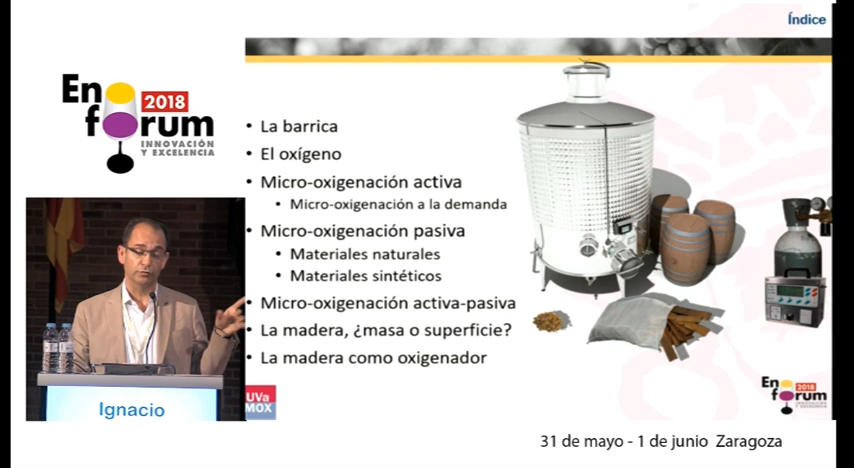 Índice
En
2018
forum
INNOVACIÓN
Y EXCELENCIA
• La barrica
• El oxígeno
• Micro-oxigenación activa
• Micro-oxigenación a la demanda
• Micro-oxigenación pasiva
• Materiales naturales
• Materiales sintéticos
• Micro-oxigenación activa-pasiva
• La madera, ¿masa o superficie?
• La madera como oxigenador
Ignacio
UVa
MOX
En
2018
forum
INNOVACIÓN
Y EXCELENCIA
31 de mayo - 1 de junio Zaragoza